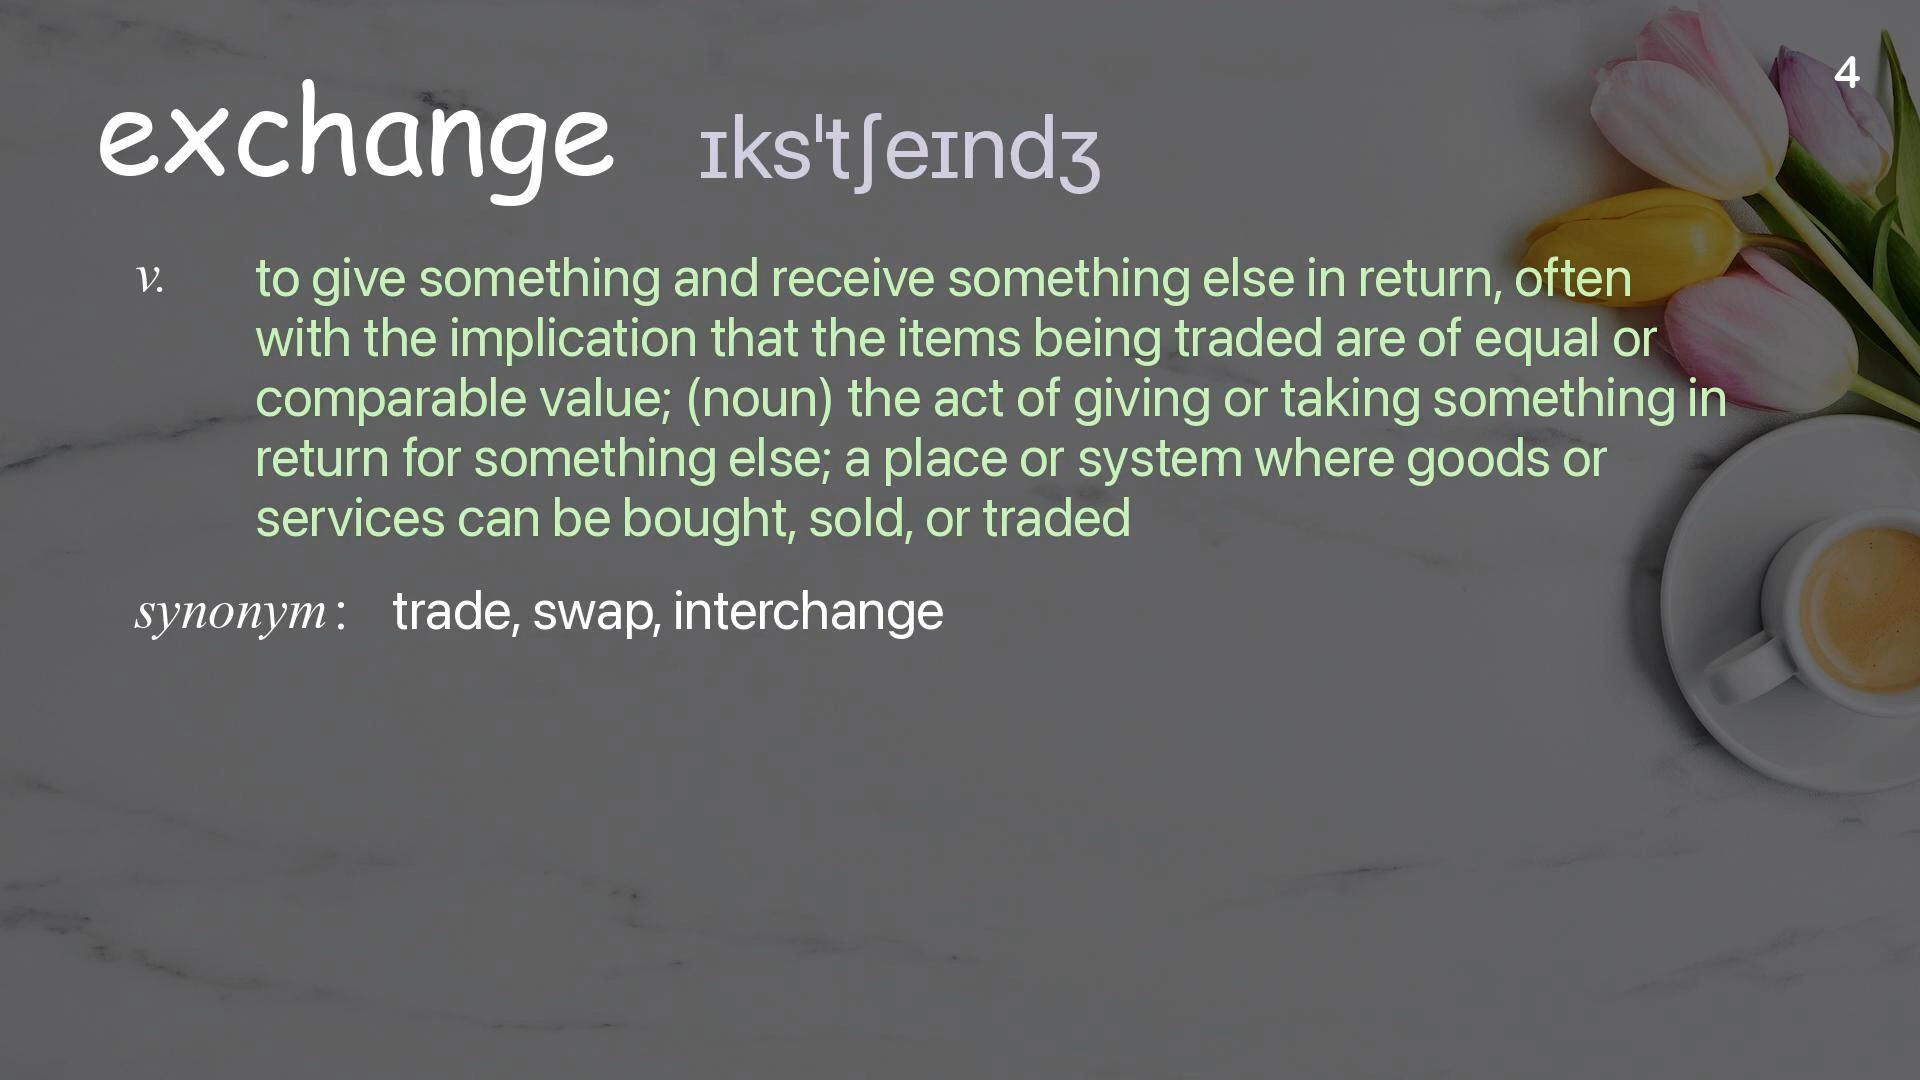 4
exchange ɪksˈtʃeɪndʒ
v. to give something and receive something else in return, often
with the implication that the items being traded are of equal or
comparable value; (noun) the act of giving or taking something in
return for something else; a place or system where goods or
services can be bought, sold, or traded
synonym: trade, swap, interchange